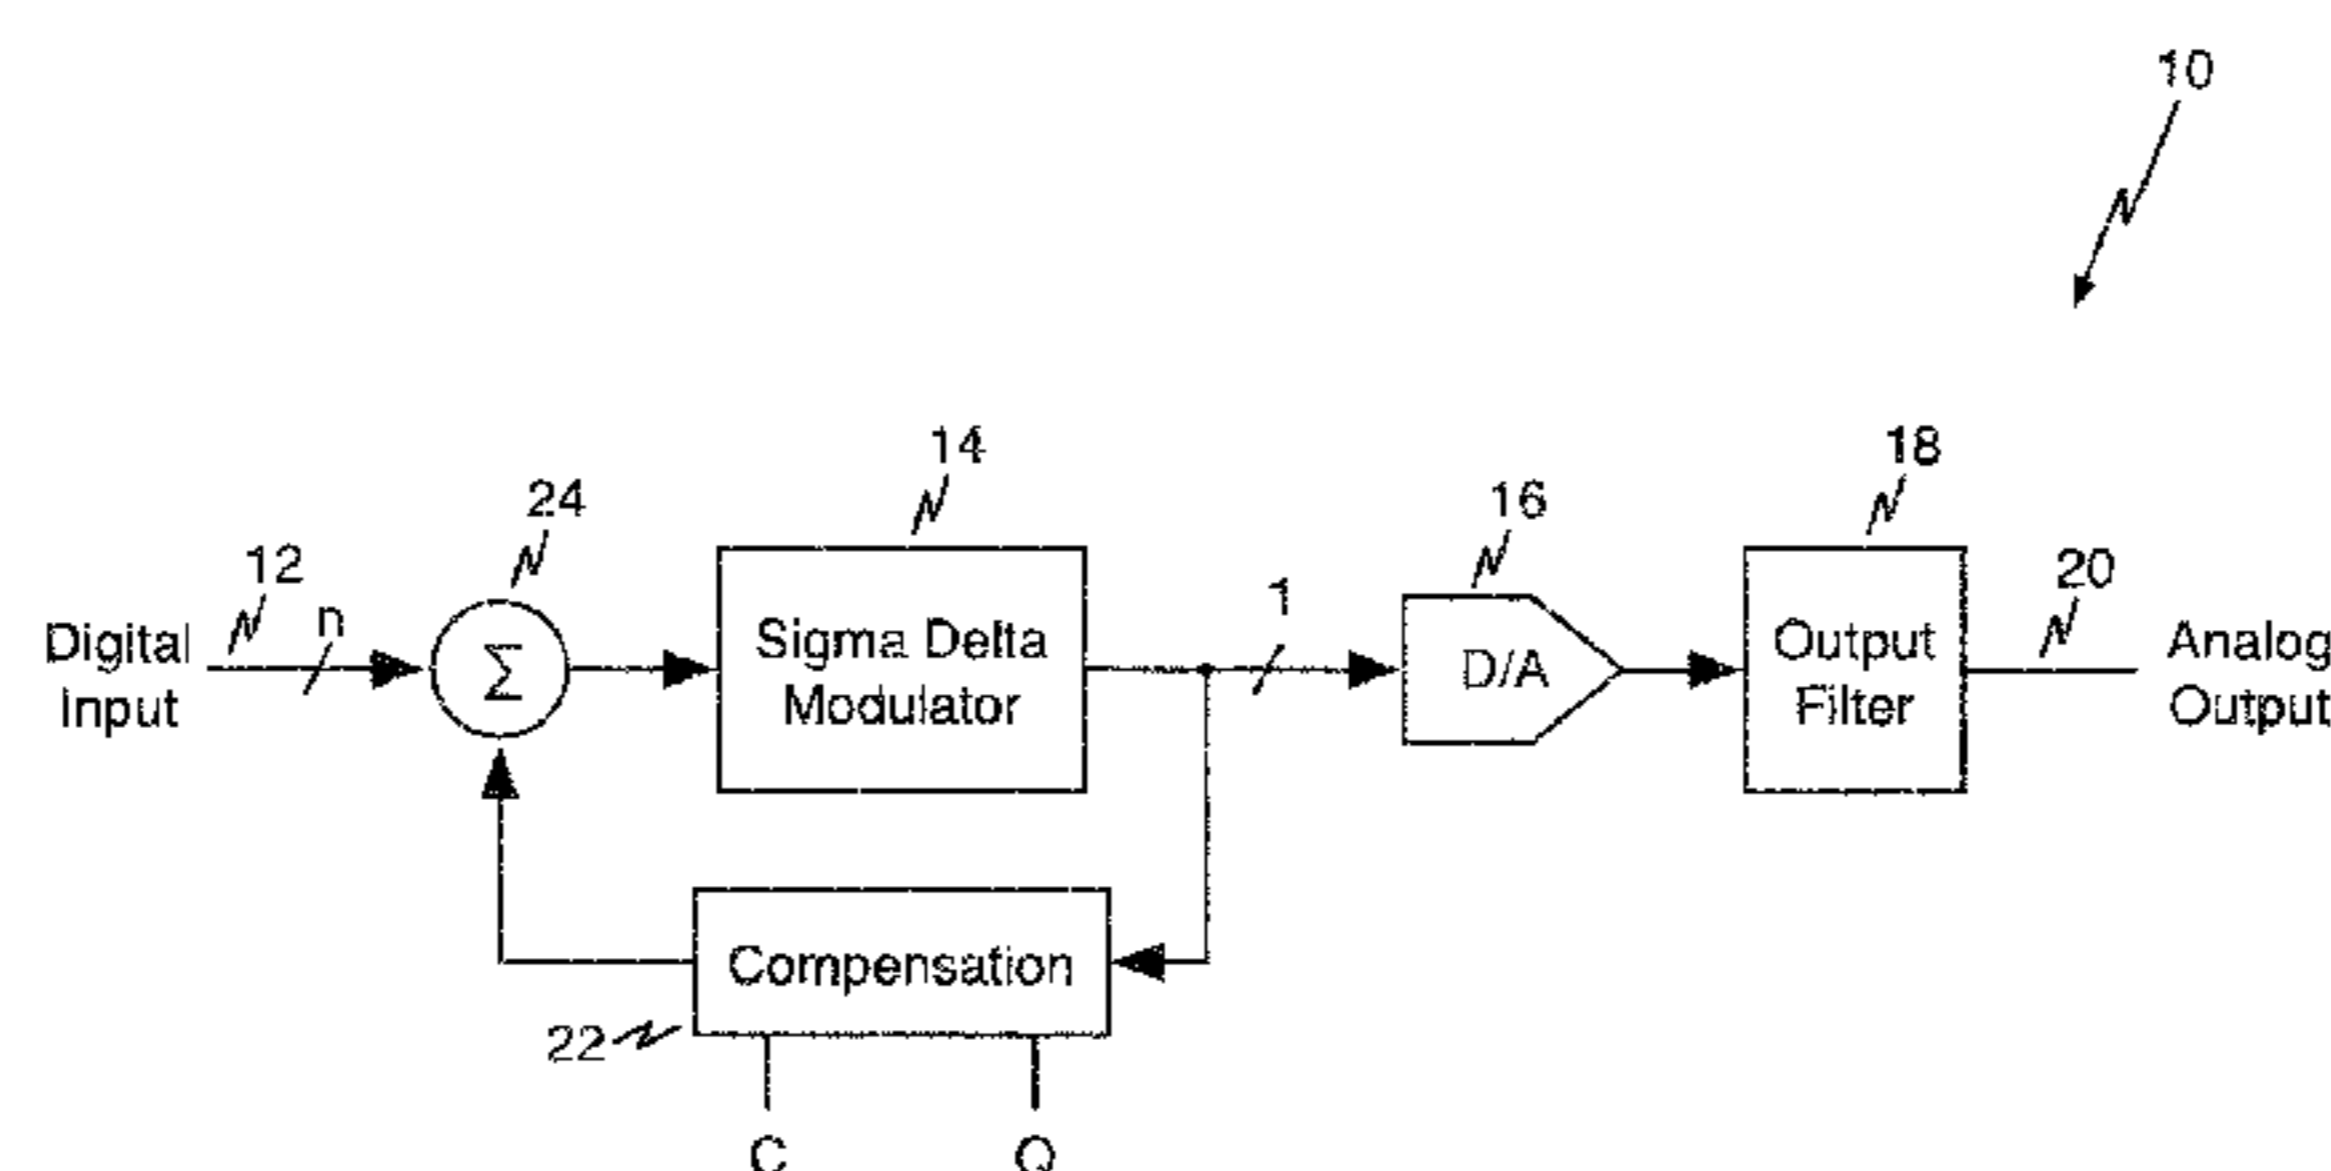 10
14
18
24
16
12
20
n
1
Digital
Input
Σ
Sigma Delta
Modulator
D/A
Output
Filter
Analog
Output
Compensation
22
C
Q